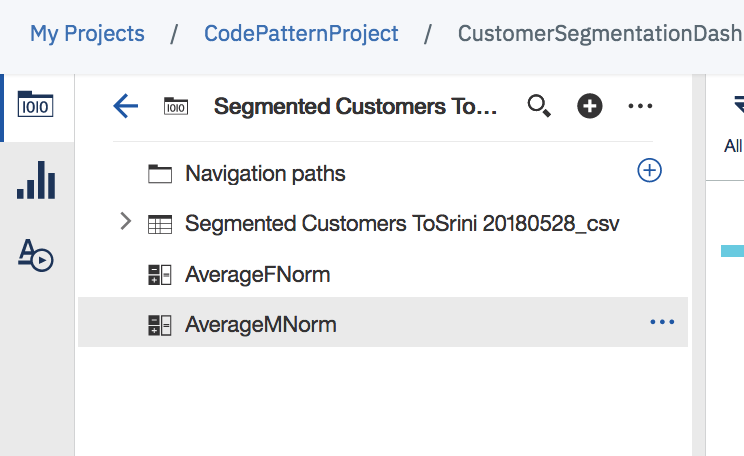 My Projects / CodePatternProject / CustomerSegmentationDash
Segmented Customers To...
All
Navigation paths
Segmented Customers ToSrini 20180528_csv
AverageFNorm
AverageMNorm